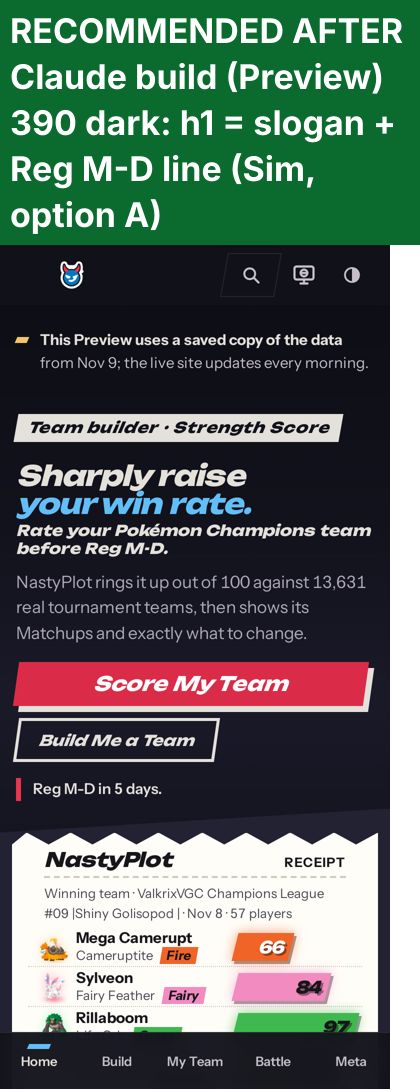 RECOMMENDED AFTER
Claude build (Preview)
390 dark: h1 = slogan +
Reg M-D line (Sim,
option A)
This Preview uses a saved copy of the data
from Nov 9; the live site updates every morning.
Team builder · Strength Score
Sharply raise
your win rate.
Rate your Pokémon Champions team
before Reg M-D.
NastyPlot rings it up out of 100 against 13,631
real tournament teams, then shows its
Matchups and exactly what to change.
Score My Team
Build Me a Team
Reg M-D in 5 days.
NastyPlot RECEIPT
Winning team · ValkrixVGC Champions League
#09 |Shiny Golisopod | · Nov 8 · 57 players
Mega Camerupt
Cameruptite Fire 66
Sylveon
Fairy Feather Fairy 84
Rillaboom
97
Home Build My Team Battle Meta